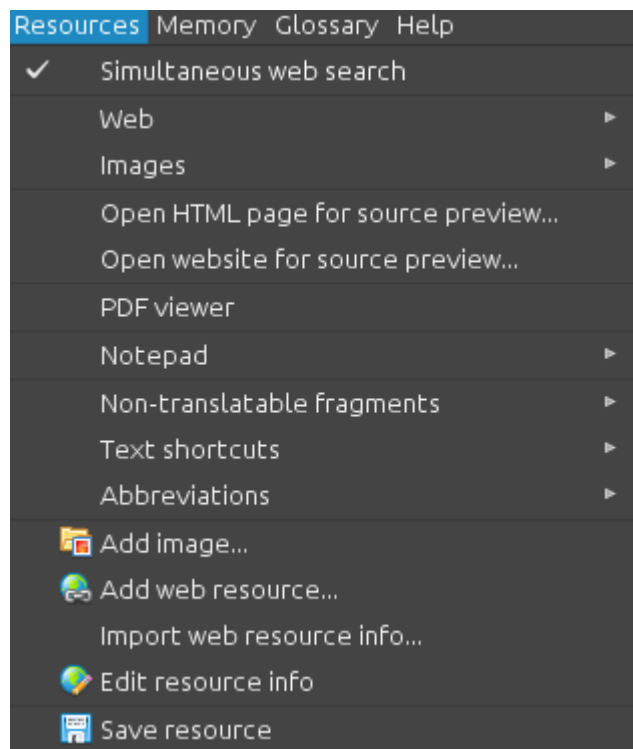 Resources Memory Glossary Help
Simultaneous web search
Web
Images
Open HTML page for source preview...
Open website for source preview...
PDF viewer
Notepad
Non-translatable fragments
Text shortcuts
Abbreviations
Add image...
Add web resource...
Import web resource info...
Edit resource info
Save resource